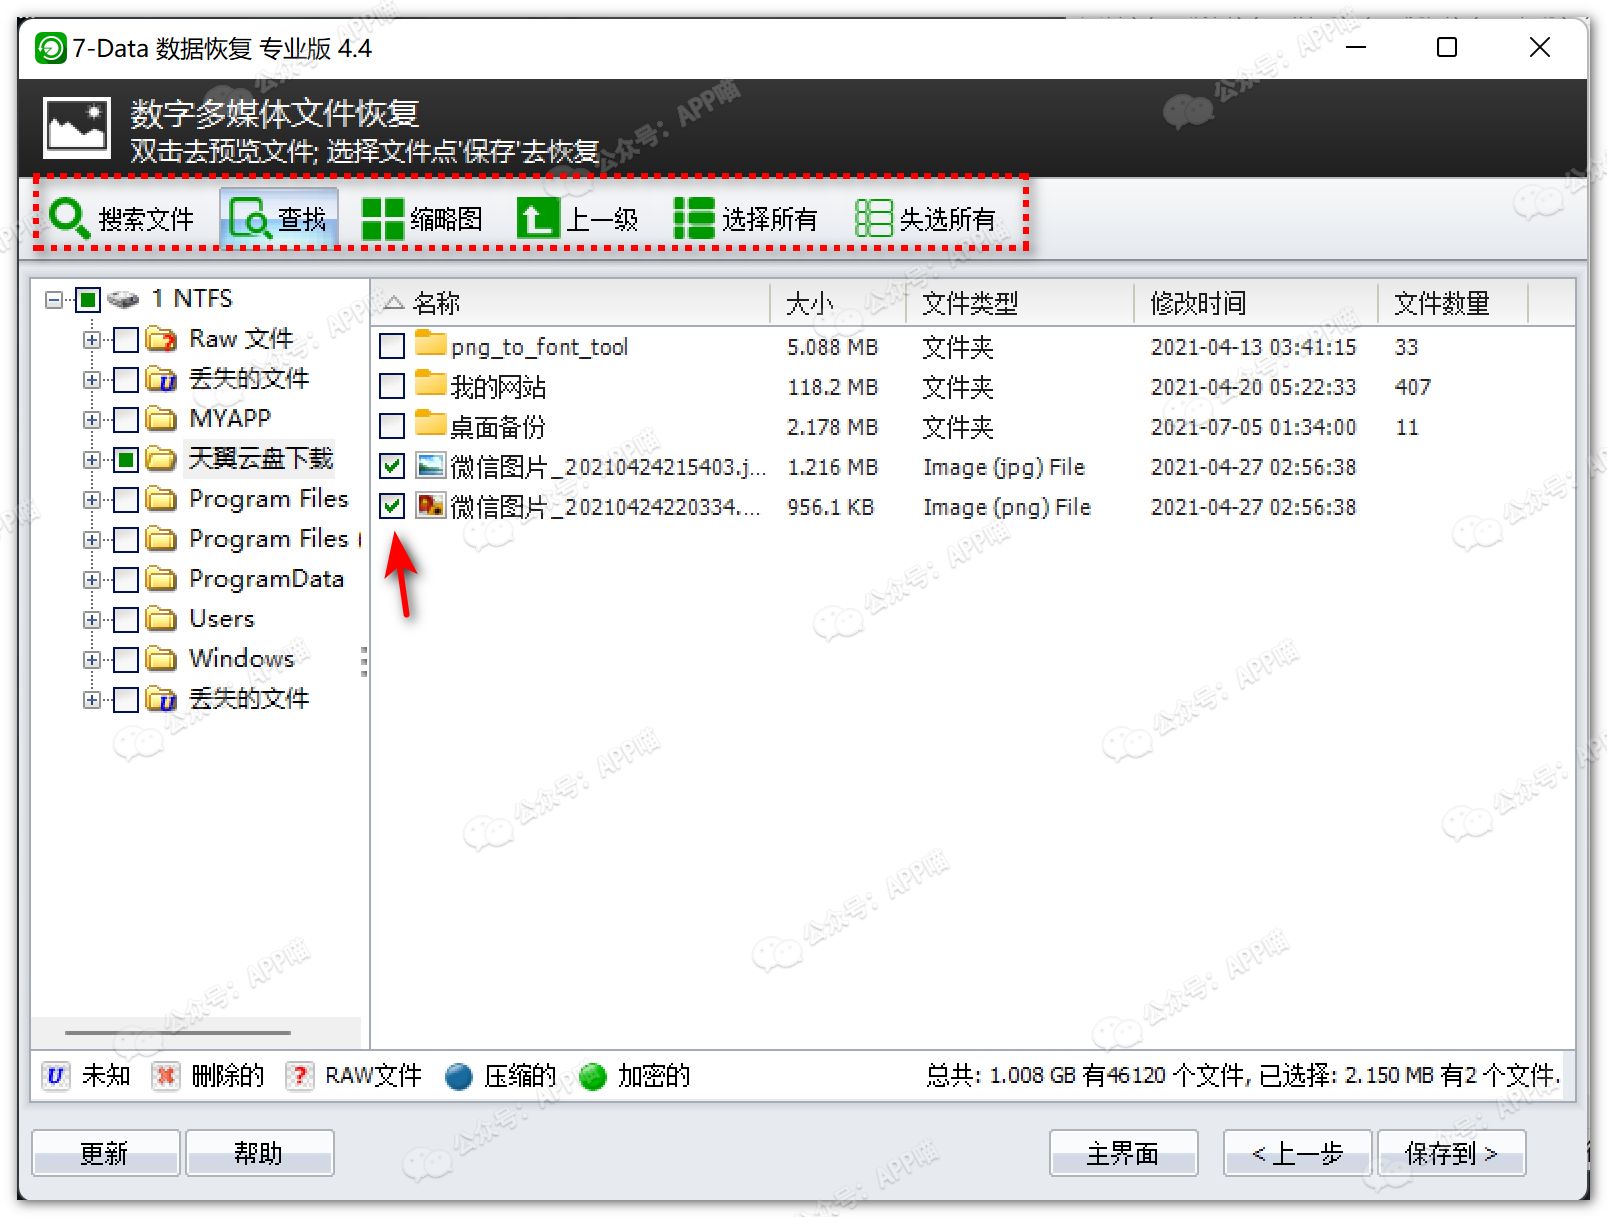 7-Data 数据恢复 专业版 4.4
数字多媒体文件恢复
双击去预览文件; 选择文件点'保存'去恢复
搜索文件 查找 缩略图 上一级 选择所有 失选所有
1 NTFS
Raw 文件
丢失的文件
MYAPP
天翼云盘下载
Program Files
Program Files (
ProgramData
Users
Windows
丢失的文件
名称 大小 文件类型 修改时间 文件数量
png_to_font_tool 5.088 MB 文件夹 2021-04-13 03:41:15 33
我的网站 118.2 MB 文件夹 2021-04-20 05:22:33 407
桌面备份 2.178 MB 文件夹 2021-07-05 01:34:00 11
微信图片_20210424215403.j... 1.216 MB Image (jpg) File 2021-04-27 02:56:38
微信图片_20210424220334.... 956.1 KB Image (png) File 2021-04-27 02:56:38
U 未知 删除的 ? RAW文件 压缩的 加密的 总共: 1.008 GB 有46120 个文件, 已选择: 2.150 MB 有2 个文件.
更新 帮助 主界面 < 上一步 保存到 >
公众号：APP喵